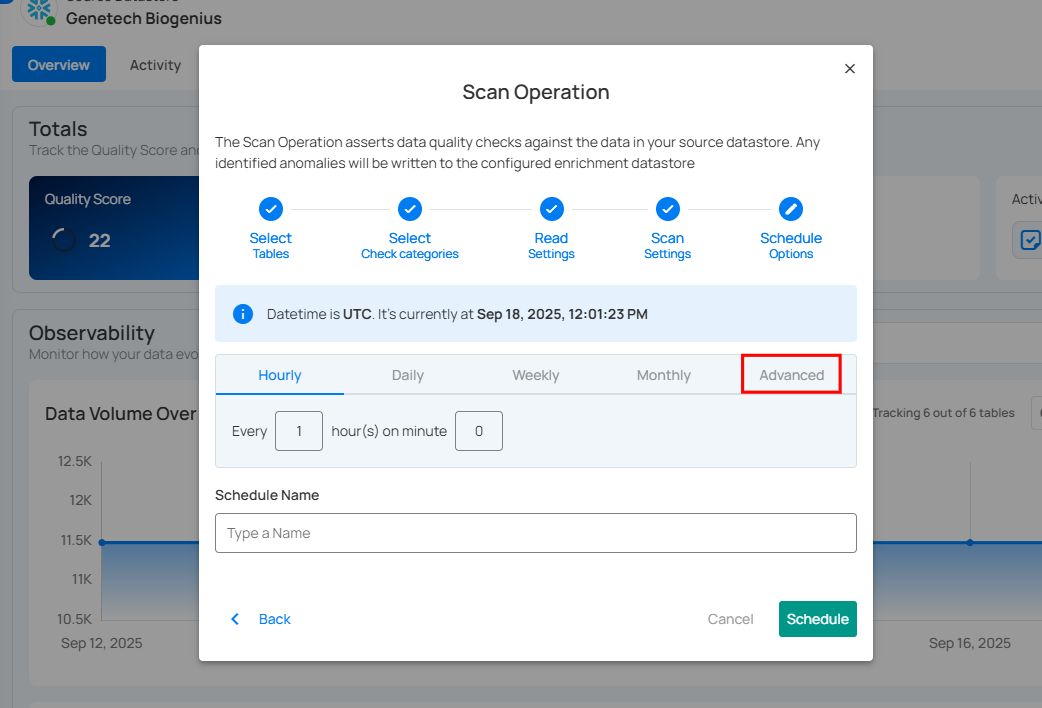 Genetech Biogenius
Overview
Activity
Totals
Track the Quality Score and
Quality Score
22
Activ
Observability
Monitor how your data evo
Data Volume Over
Tracking 6 out of 6 tables
12.5K
12K
11.5K
11K
10.5K
Sep 12, 2025
Sep 16, 2025
Scan Operation
The Scan Operation asserts data quality checks against the data in your source datastore. Any
identified anomalies will be written to the configured enrichment datastore
Select
Tables
Select
Check categories
Read
Settings
Scan
Settings
Schedule
Options
Datetime is UTC. It's currently at Sep 18, 2025, 12:01:23 PM
Hourly
Daily
Weekly
Monthly
Advanced
Every 1 hour(s) on minute 0
Schedule Name
Type a Name
Back
Cancel
Schedule